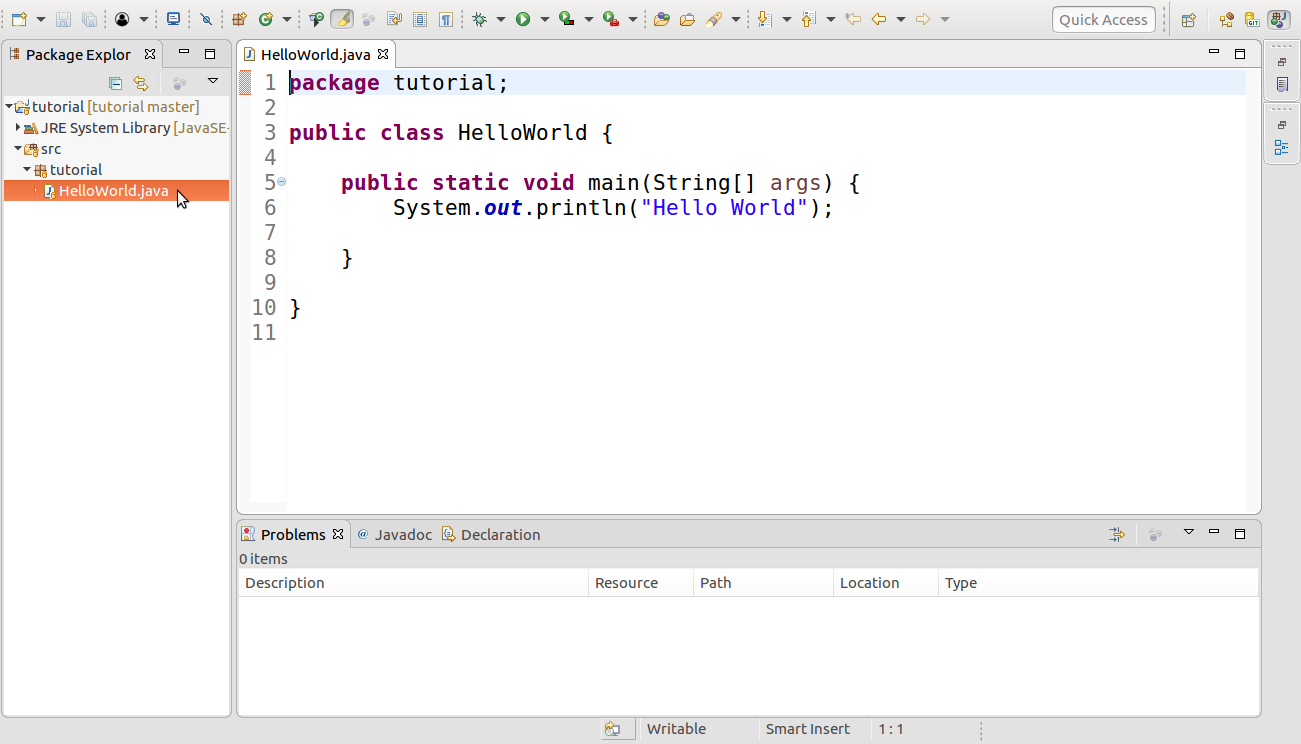 Quick Access
Package Explor
tutorial [tutorial master]
JRE System Library [JavaSE-
src
tutorial
HelloWorld.java
HelloWorld.java
1 package tutorial;
2
3 public class HelloWorld {
4
5 public static void main(String[] args) {
6 System.out.println("Hello World");
7
8 }
9
10 }
11
Problems @ Javadoc Declaration
0 items
Description Resource Path Location Type
Writable Smart Insert 1 : 1